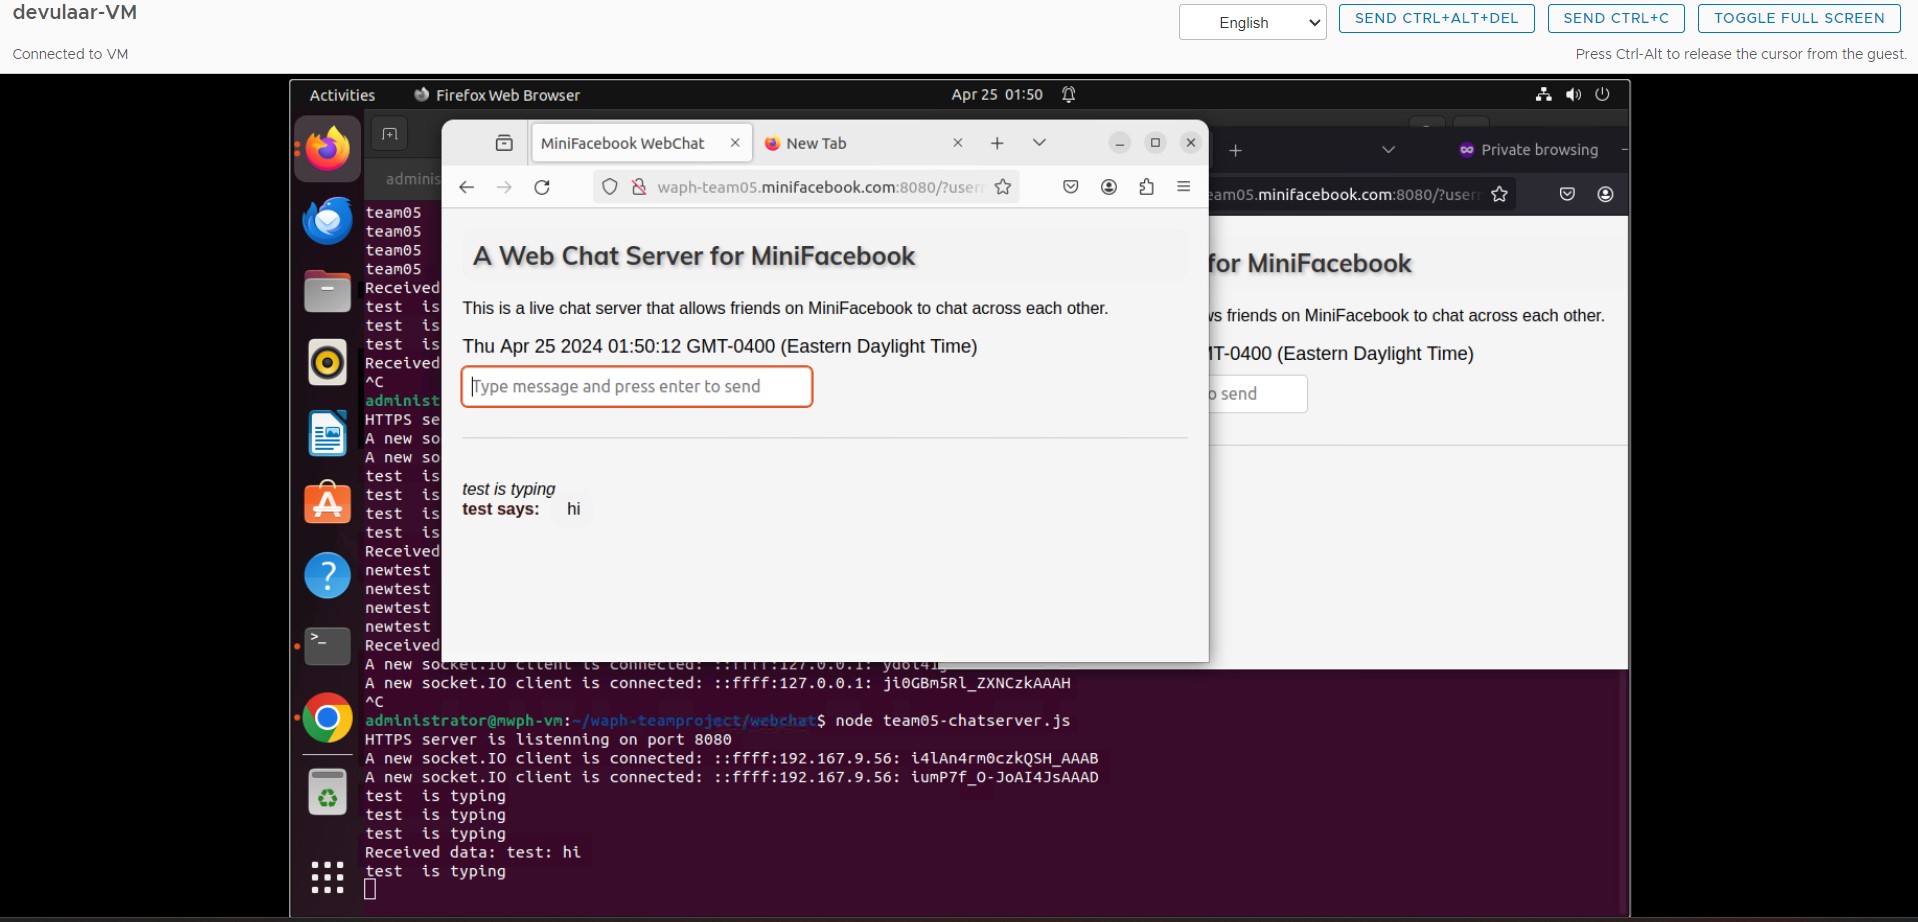 devulaar-VM
English
SEND CTRL+ALT+DEL
SEND CTRL+C
TOGGLE FULL SCREEN
Connected to VM
Press Ctrl-Alt to release the cursor from the guest.
Activities
Firefox Web Browser
Apr 25 01:50
MiniFacebook WebChat
New Tab
Private browsing
adminis
waph-team05.minifacebook.com:8080/?user
eam05.minifacebook.com:8080/?user
A Web Chat Server for MiniFacebook
for MiniFacebook
This is a live chat server that allows friends on MiniFacebook to chat across each other.
ws friends on MiniFacebook to chat across each other.
Thu Apr 25 2024 01:50:12 GMT-0400 (Eastern Daylight Time)
MT-0400 (Eastern Daylight Time)
Type message and press enter to send
o send
test is typing
test says: hi
team05
team05
team05
team05
Received
test is
test is
test is
Received
^C
administ
HTTPS se
A new so
A new so
test is
test is
test is
test is
Received
newtest
newtest
newtest
newtest
Received
A new socket.IO client is connected: ::ffff:127.0.0.1:
A new socket.IO client is connected: ::ffff:127.0.0.1: ji0GBm5Rl_ZXNCzkAAAH
^C
administrator@mwph-vm:~/waph-teamproject/webchat$ node team05-chatserver.js
HTTPS server is listenning on port 8080
A new socket.IO client is connected: ::ffff:192.167.9.56: i4lAn4rm0czkQSH_AAAB
A new socket.IO client is connected: ::ffff:192.167.9.56: iumP7f_O-JoAI4JsAAAD
test is typing
test is typing
test is typing
Received data: test: hi
test is typing